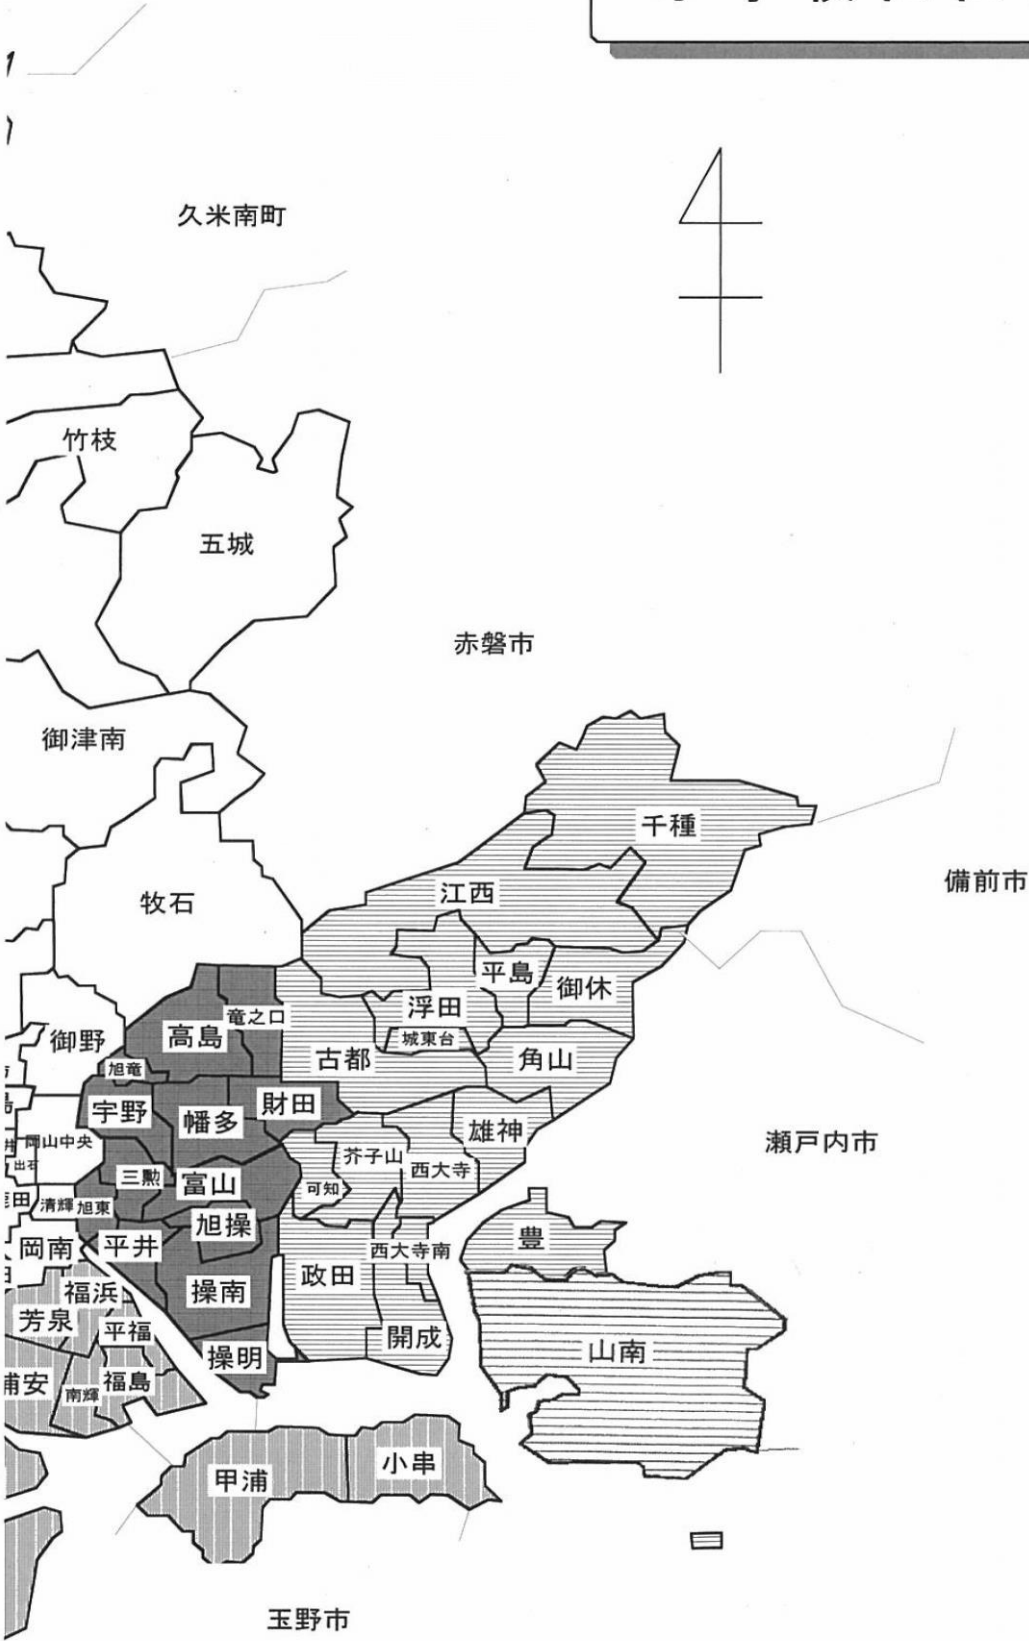 久米南町
竹枝
五城
赤磐市
御津南
千種
備前市
牧石
江西
平島
御休
浮田
竜之口
高島
御野
城東台
古都
角山
旭竜
財田
宇野
幡多
雄神
岡山中央
瀬戸内市
芥子山
西大寺
出石
三勲
富山
可知
清輝
旭東
旭操
岡南
平井
西大寺南
豊
政田
福浜
操南
芳泉
平福
開成
操明
山南
福島
浦安
南輝
小串
甲浦
玉野市